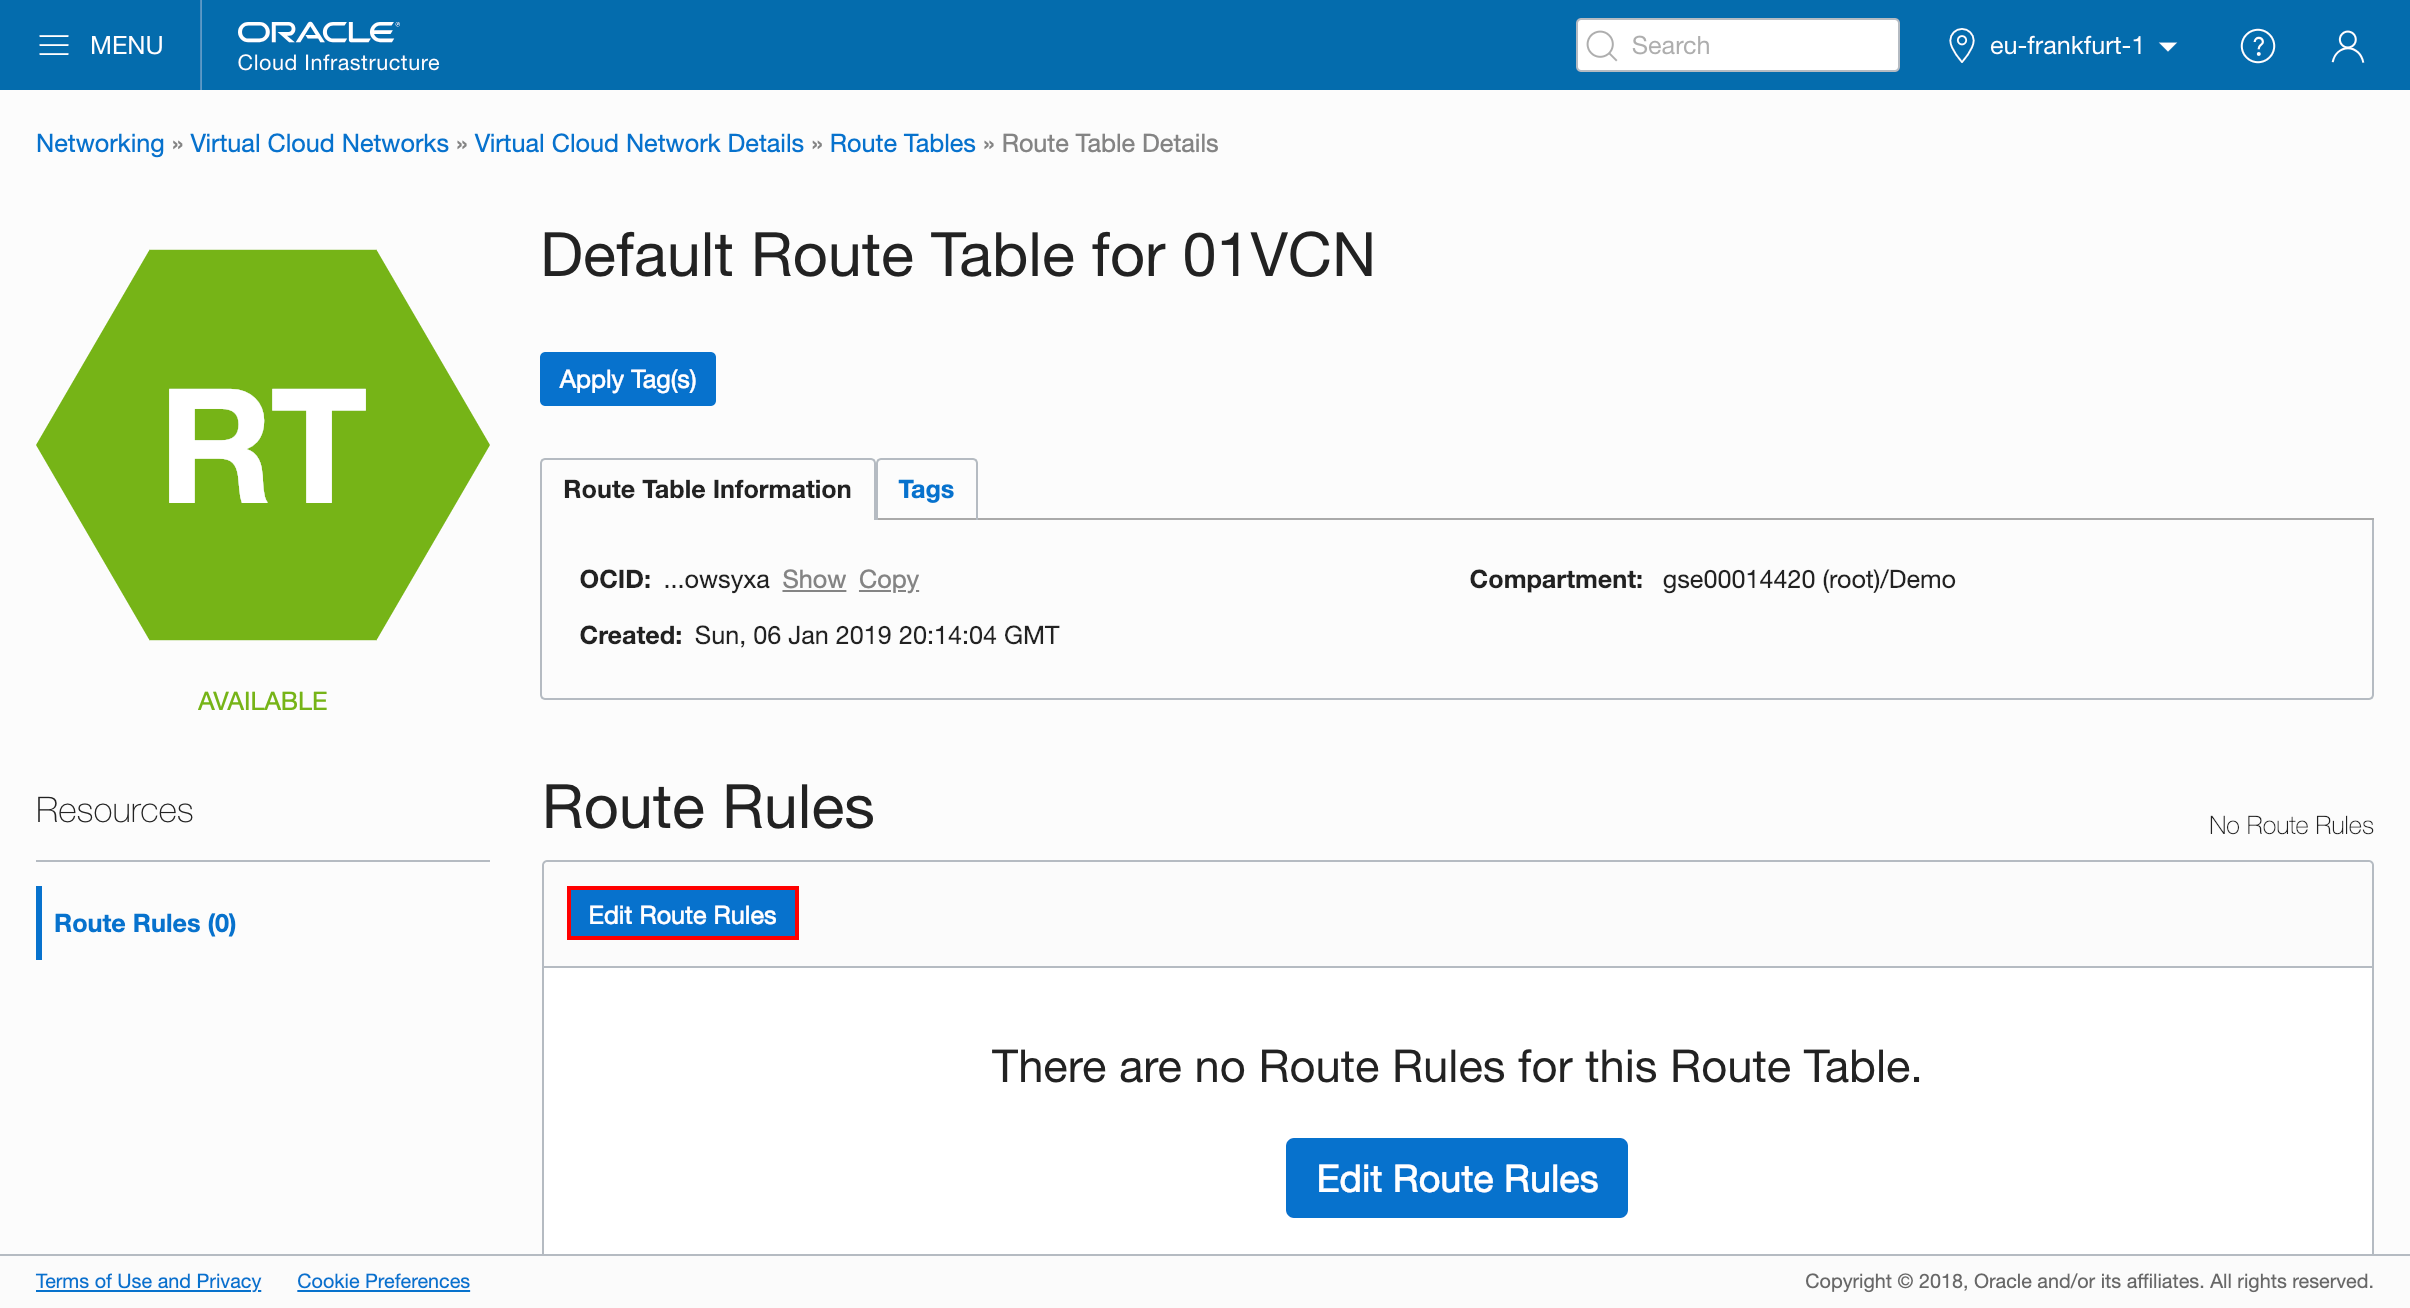 MENU
ORACLE
Cloud Infrastructure
Search
eu-frankfurt-1
?
Networking » Virtual Cloud Networks » Virtual Cloud Network Details » Route Tables » Route Table Details
RT
AVAILABLE
Default Route Table for 01VCN
Apply Tag(s)
Route Table Information
Tags
OCID: ...owsyxa Show Copy
Compartment: gse00014420 (root)/Demo
Created: Sun, 06 Jan 2019 20:14:04 GMT
Resources
Route Rules (0)
Route Rules
No Route Rules
Edit Route Rules
There are no Route Rules for this Route Table.
Edit Route Rules
Terms of Use and Privacy
Cookie Preferences
Copyright © 2018, Oracle and/or its affiliates. All rights reserved.